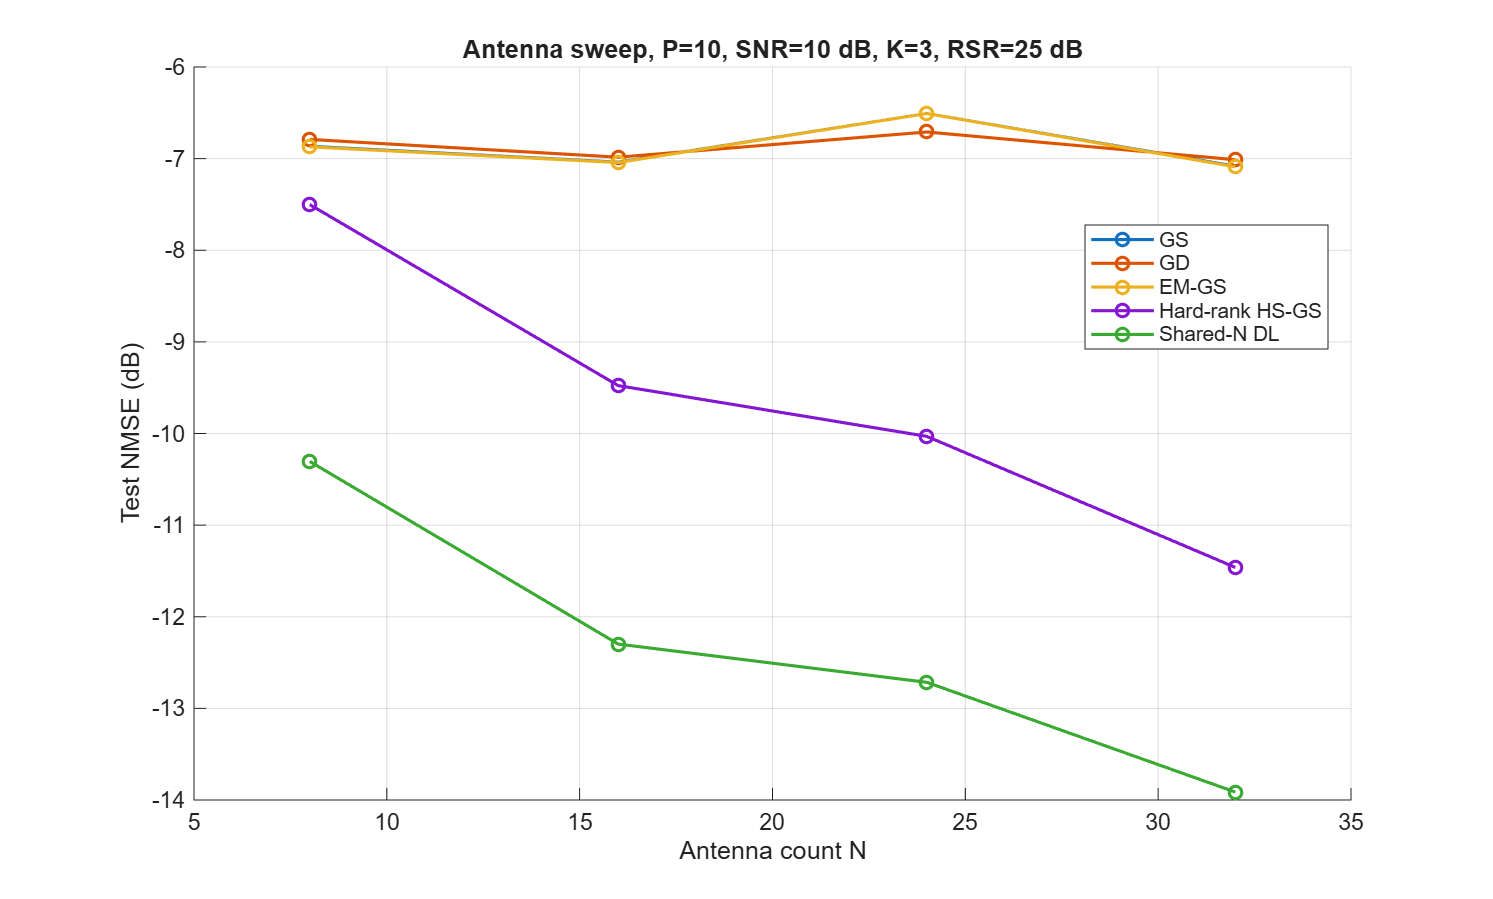 Antenna sweep, P=10, SNR=10 dB, K=3, RSR=25 dB
-6
-7
-8
-9
-10
-11
-12
-13
-14
Test NMSE (dB)
GS
GD
EM-GS
Hard-rank HS-GS
Shared-N DL
5
10
15
20
25
30
35
Antenna count N